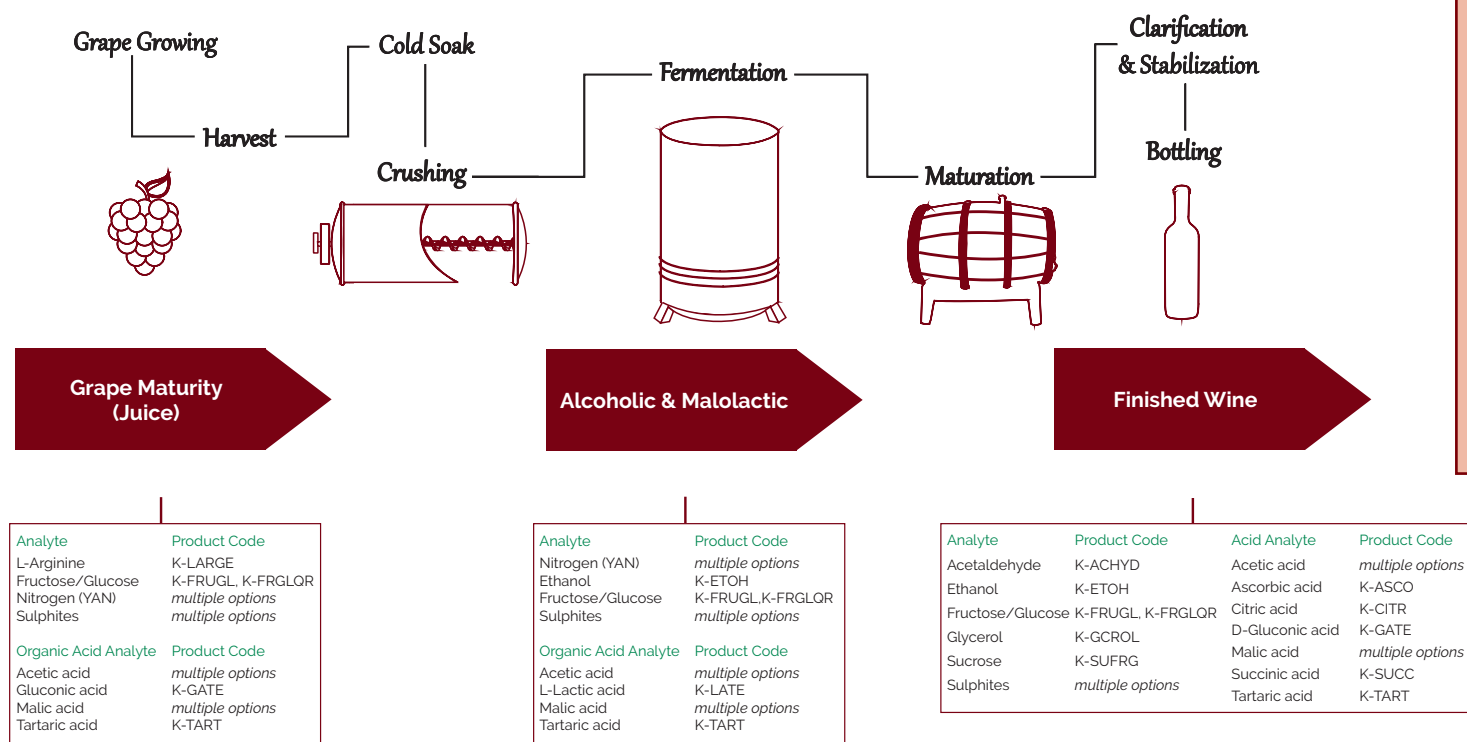 Grape Growing
Harvest
Cold Soak
Crushing
Fermentation
Maturation
Clarification
& Stabilization
Bottling
Grape Maturity
(Juice)
Alcoholic & Malolactic
Finished Wine
Analyte Product Code
L-Arginine K-LARGE
Fructose/Glucose K-FRUGL, K-FRGLQR
Nitrogen (YAN) multiple options
Sulphites multiple options
Organic Acid Analyte Product Code
Acetic acid multiple options
Gluconic acid K-GATE
Malic acid multiple options
Tartaric acid K-TART
Analyte Product Code
Nitrogen (YAN) multiple options
Ethanol K-ETOH
Fructose/Glucose K-FRUGL,K-FRGLQR
Sulphites multiple options
Organic Acid Analyte Product Code
Acetic acid multiple options
L-Lactic acid K-LATE
Malic acid multiple options
Tartaric acid K-TART
Analyte Product Code
Acetaldehyde K-ACHYD
Ethanol K-ETOH
Fructose/Glucose K-FRUGL, K-FRGLQR
Glycerol K-GCROL
Sucrose K-SUFRG
Sulphites multiple options
Acid Analyte Product Code
Acetic acid multiple options
Ascorbic acid K-ASCO
Citric acid K-CITR
D-Gluconic acid K-GATE
Malic acid multiple options
Succinic acid K-SUCC
Tartaric acid K-TART